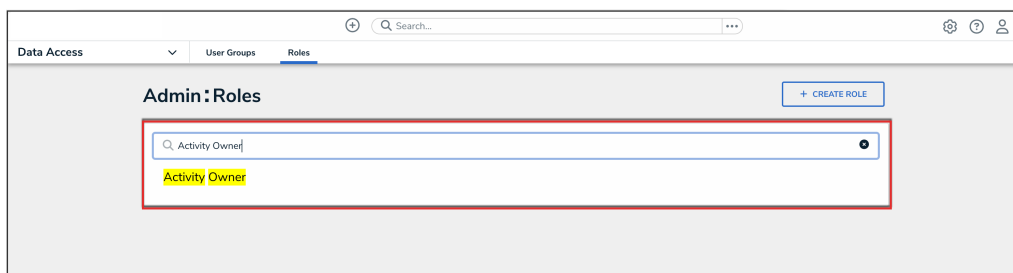 Search...
Data Access
User Groups
Roles
Admin:Roles
+ CREATE ROLE
Activity Owner
Activity Owner